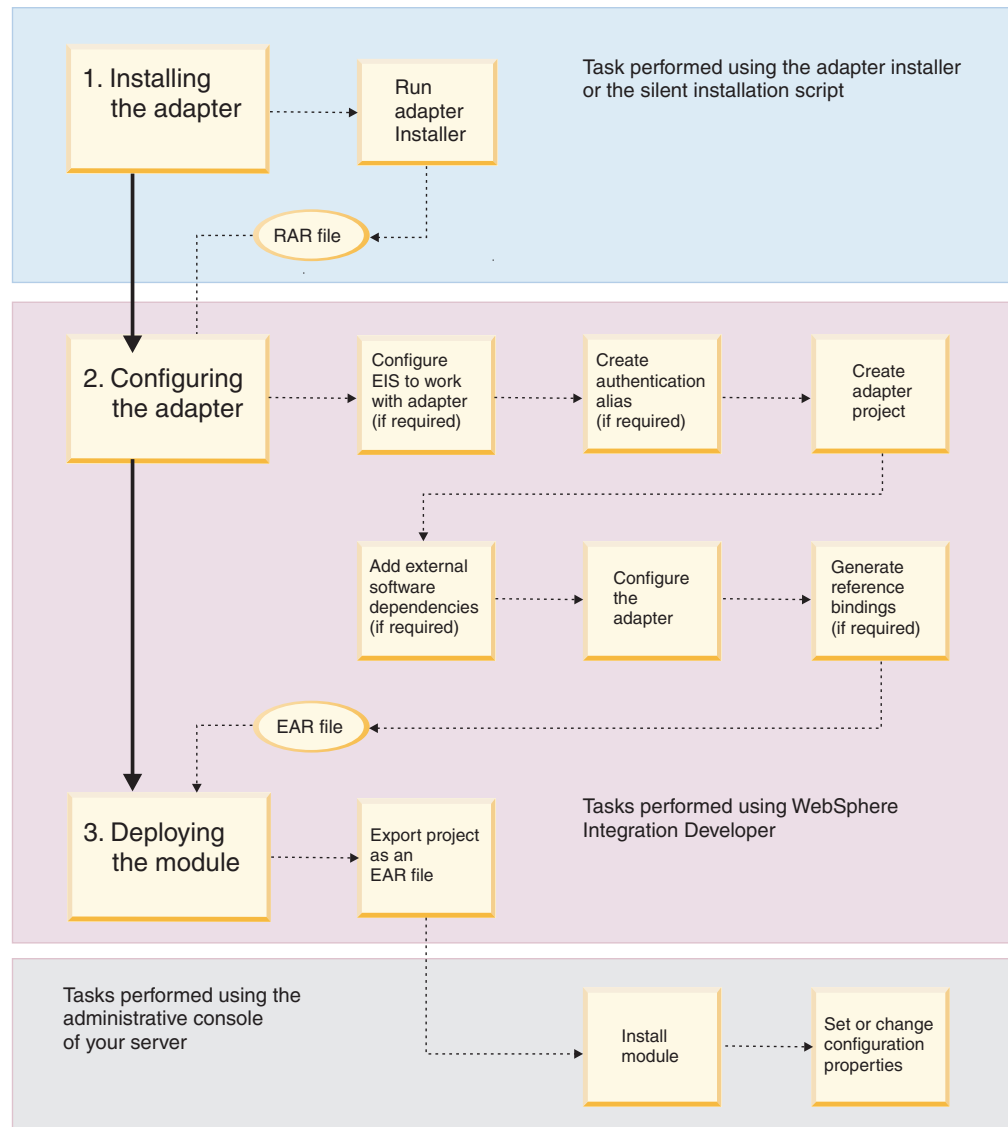 1. Installing
the adapter
Run
adapter
Installer
Task performed using the adapter installer
or the silent installation script
RAR file
2. Configuring
the adapter
Configure
EIS to work
with adapter
(if required)
Create
authentication
alias
(if required)
Create
adapter
project
Add external
software
dependencies
(if required)
Configure
the
adapter
Generate
reference
bindings
(if required)
EAR file
3. Deploying
the module
Export project
as an
EAR file
Tasks performed using WebSphere
Integration Developer
Tasks performed using the
administrative console
of your server
Install
module
Set or change
configuration
properties